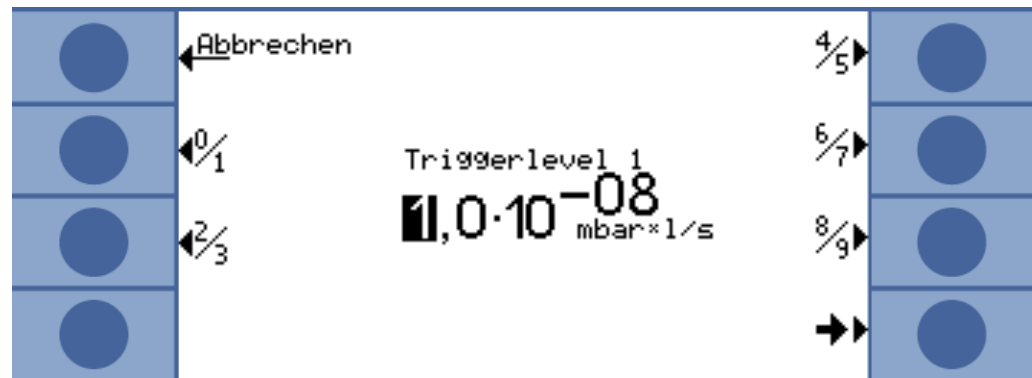 Abbrechen
4/5
0/1
6/7
Triggerlevel 1
1,0·10⁻⁰⁸ mbar×l/s
2/3
8/9